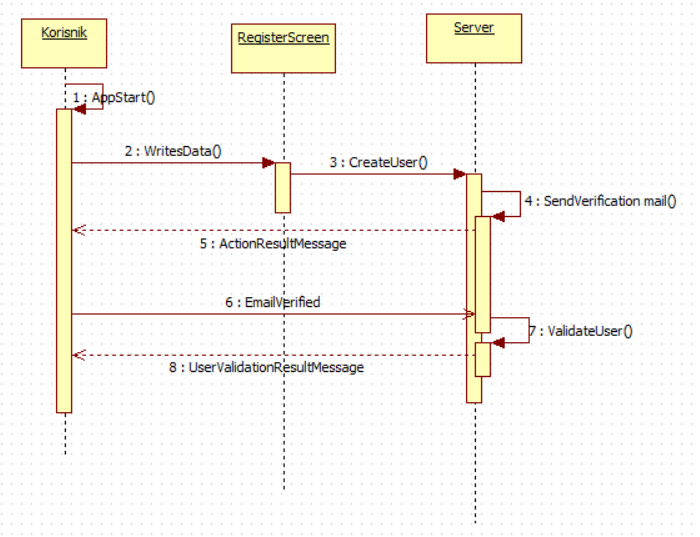 Korisnik
RegisterScreen
Server
1 : AppStart()
2 : WritesData()
3 : CreateUser()
4 : SendVerification mail()
5 : ActionResultMessage
6 : EmailVerified
7 : ValidateUser()
8 : UserValidationResultMessage